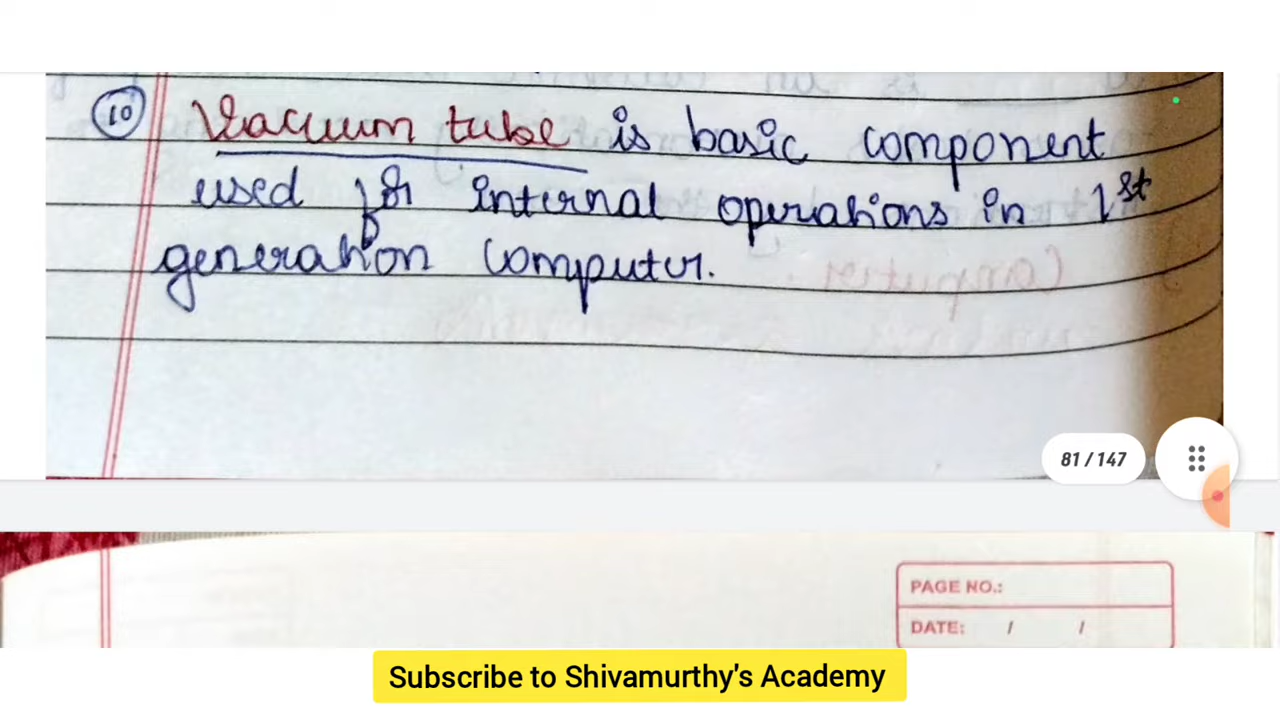 10 Vacuum tube is basic component
used for internal operations in 1st
generation computer.
81 / 147
PAGE NO.:
DATE: / /
Subscribe to Shivamurthy's Academy